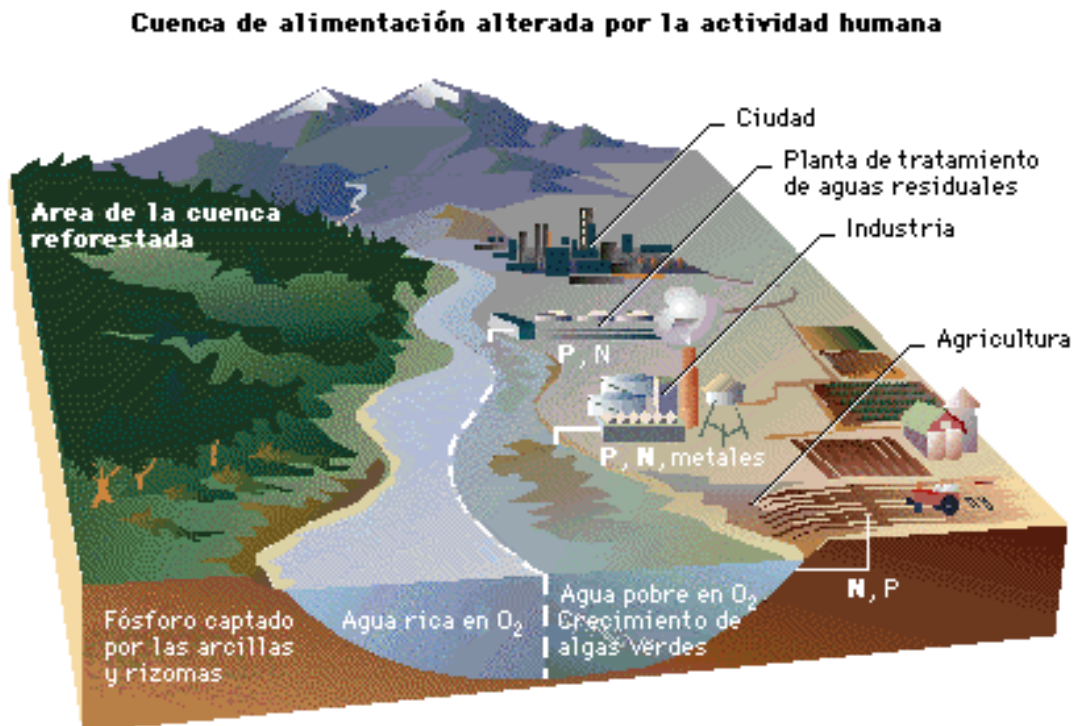 Cuenca de alimentación alterada por la actividad humana
Ciudad
Planta de tratamiento
de aguas residuales
Area de la cuenca
reforestada
Industria
Agricultura
P, N
P, N, metales
N, P
Fósforo captado
por las arcillas
y rizomas
Agua rica en O₂
Agua pobre en O₂
Crecimiento de
algas verdes